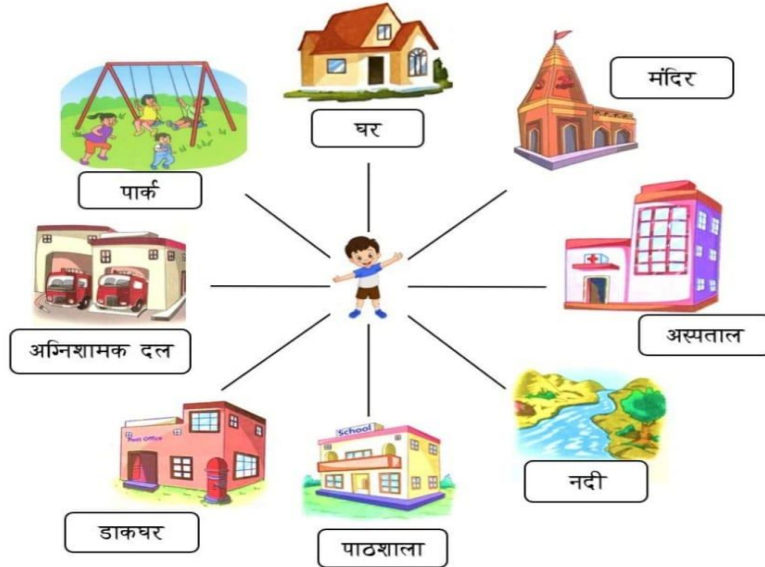 घर
मंदिर
पार्क
अग्निशामक दल
अस्पताल
Post Office
School
नदी
डाकघर
पाठशाला